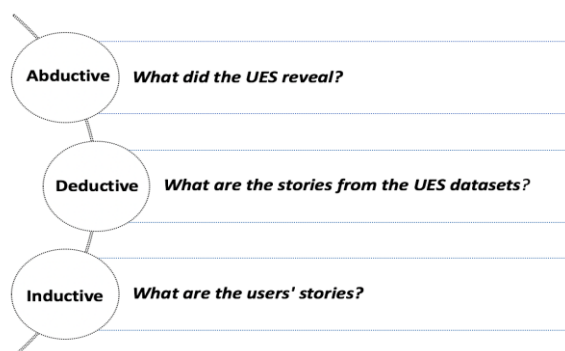 Abductive What did the UES reveal?
Deductive What are the stories from the UES datasets?
Inductive What are the users' stories?